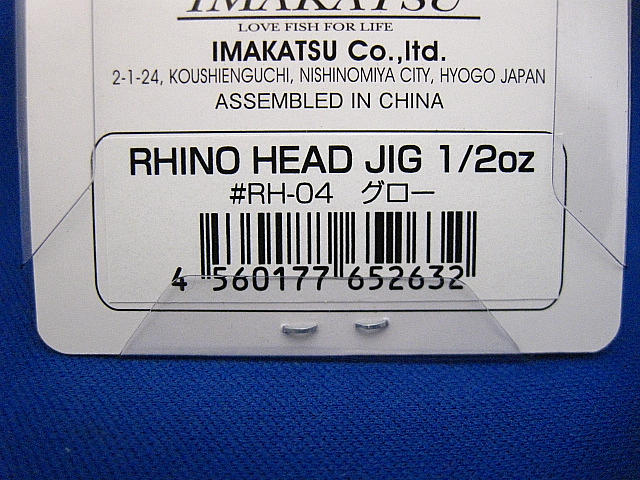 IMAKATSU
LOVE FISH FOR LIFE
IMAKATSU Co.,ltd.
2-1-24, KOUSHIENGUCHI, NISHINOMIYA CITY, HYOGO JAPAN
ASSEMBLED IN CHINA
RHINO HEAD JIG 1/2oz
#RH-04 グロー
4 560177 652632